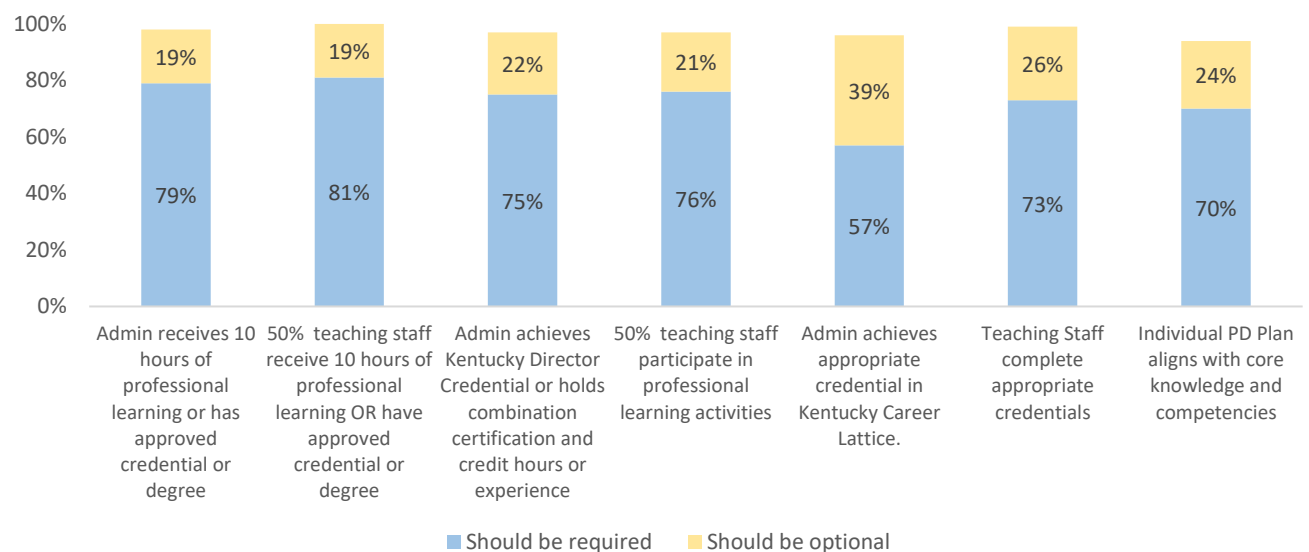 100%
80%
60%
40%
20%
0%
19%
19%
22%
21%
39%
26%
24%
79%
81%
75%
76%
57%
73%
70%
Admin receives 10
hours of
professional
learning or has
approved
credential or
degree
50%  teaching staff
receive 10 hours of
professional
learning OR have
approved
credential or
degree
Admin achieves
Kentucky Director
Credential or holds
combination
certification and
credit hours or
experience
50%  teaching staff
participate in
professional
learning activities
Admin achieves
appropriate
credential in
Kentucky Career
Lattice.
Teaching Staff
complete
appropriate
credentials
Individual PD Plan
aligns with core
knowledge and
competencies
Should be required
Should be optional